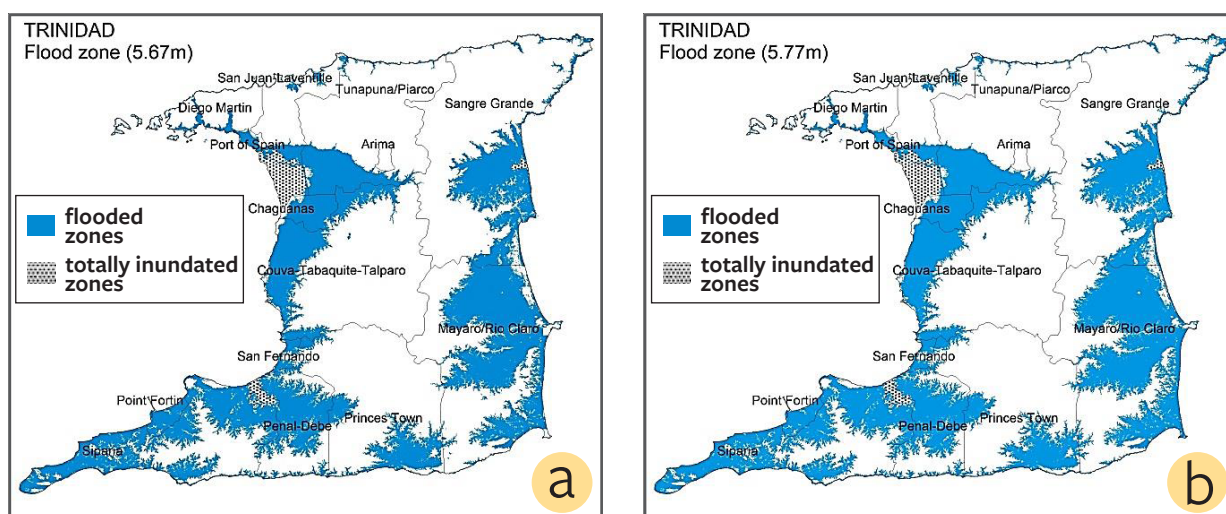 TRINIDAD
Flood zone (5.67m)
San Juan-Laventille
Tunapuna/Piarco
Diego Martin
Sangre Grande
Port of Spain
Arima
Chaguanas
flooded
zones
totally inundated
zones
Couva-Tabaquite-Talparo
Mayaro/Rio Claro
San Fernando
Point Fortin
Princes Town
Penal-Debe
Siparia
a
TRINIDAD
Flood zone (5.77m)
San Juan-Laventille
Tunapuna/Piarco
Diego Martin
Sangre Grande
Port of Spain
Arima
Chaguanas
flooded
zones
totally inundated
zones
Couva-Tabaquite-Talparo
Mayaro/Rio Claro
San Fernando
Point Fortin
Princes Town
Penal-Debe
Siparia
b